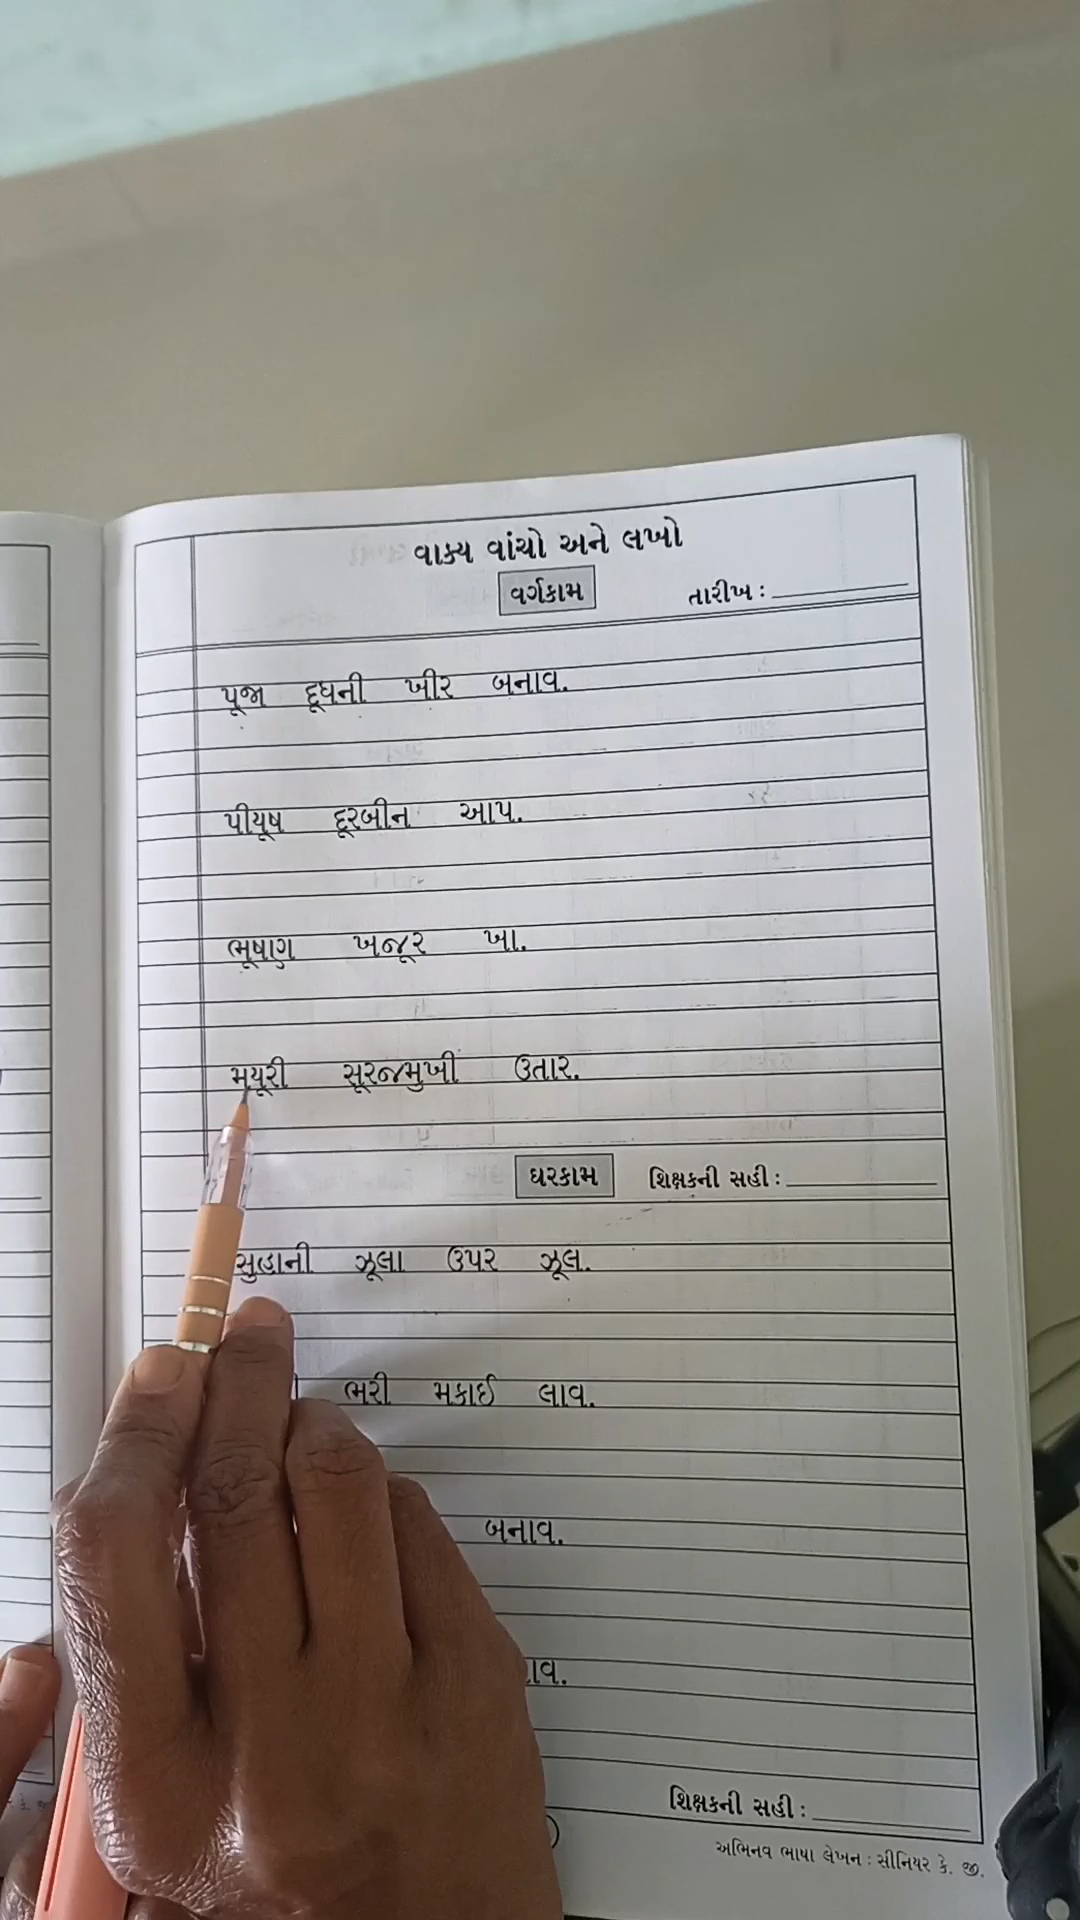 વાક્ય વાંચો અને લખો
વર્ગકામ તારીખ :
પૂજા દૂધની ખીર બનાવ.
પીયૂષ દૂરબીન આપ.
ભૂષણ ખજૂર ખા.
મયૂરી સૂરજમુખી ઉતાર.
ઘરકામ શિક્ષકની સહી :
સુહાની ઝૂલા ઉપર ઝૂલ.
ભરી મકાઈ લાવ.
બનાવ.
શિક્ષકની સહી :
અભિનવ ભાષા લેખન : સીનિયર કે. જી.